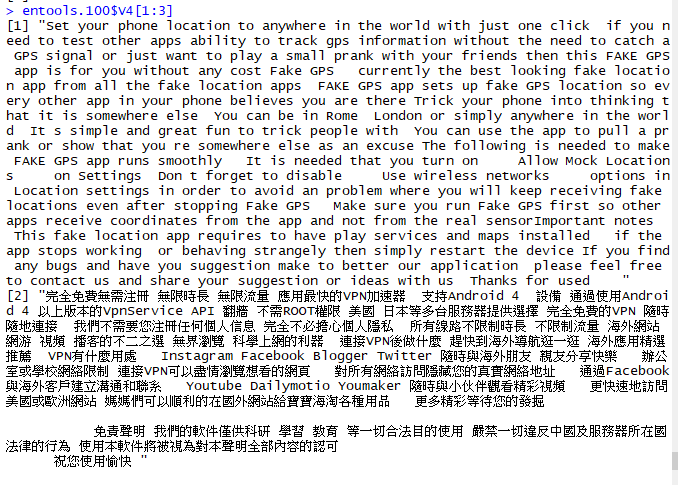 > entools.100$V4[1:3]
[1] "Set your phone location to anywhere in the world with just one click  if you n
eed to test other apps ability to track gps information without the need to catch a
 GPS signal or just want to play a small prank with your friends then this FAKE GPS
 app is for you without any cost Fake GPS   currently the best looking fake locatio
n app from all the fake location apps  FAKE GPS app sets up fake GPS location so ev
ery other app in your phone believes you are there Trick your phone into thinking t
hat it is somewhere else  You can be in Rome  London or simply anywhere in the worl
d  It s simple and great fun to trick people with  You can use the app to pull a pr
ank or show that you re somewhere else as an excuse The following is needed to make
 FAKE GPS app runs smoothly   It is needed that you turn on     Allow Mock Location
s     on Settings  Don t forget to disable     Use wireless networks     options in
 Location settings in order to avoid an problem where you will keep receiving fake
locations even after stopping Fake GPS   Make sure you run Fake GPS first so other
apps receive coordinates from the app and not from the real sensorImportant notes
 This fake location app requires to have play services and maps installed   if the
app stops working  or behaving strangely then simply restart the device If you find
 any bugs and have you suggestion make to better our application  please feel free
to contact us and share your suggestion or ideas with us  Thanks for used    "
[2] "完全免費無需注冊 無限時長 無限流量 應用最快的VPN加速器  支持Android 4  設備 通過使用Androi
d 4 以上版本的VpnService API 翻牆 不需ROOT權限 美國 日本等多台服務器提供選擇 完全免費的VPN 隨時
隨地連接  我們不需要您注冊任何個人信息 完全不必擔心個人隱私  所有線路不限制時長 不限制流量 海外網站
網游 視頻 播客的不二之選 無界瀏覽 科學上網的利器  連接VPN後做什麼 趕快到海外導航逛一逛 海外應用精選
推薦  VPN有什麼用處   Instagram Facebook Blogger Twitter 隨時與海外朋友 親友分享快樂   辦公
室或學校網絡限制 連接VPN可以盡情瀏覽想看的網頁   對所有網絡訪問隱藏您的真實網絡地址   通過Facebook
與海外客戶建立溝通和聯系   Youtube Dailymotio Youmaker 隨時與小伙伴觀看精彩視頻   更快速地訪問
美國或歐洲網站 媽媽們可以順利的在國外網站給寶寶海淘各種用品   更多精彩等待您的發掘
免責聲明 我們的軟件僅供科研 學習 教育 等一切合法目的使用 嚴禁一切違反中國及服務器所在國
法律的行為 使用本軟件將被視為對本聲明全部內容的認可
祝您使用愉快 "